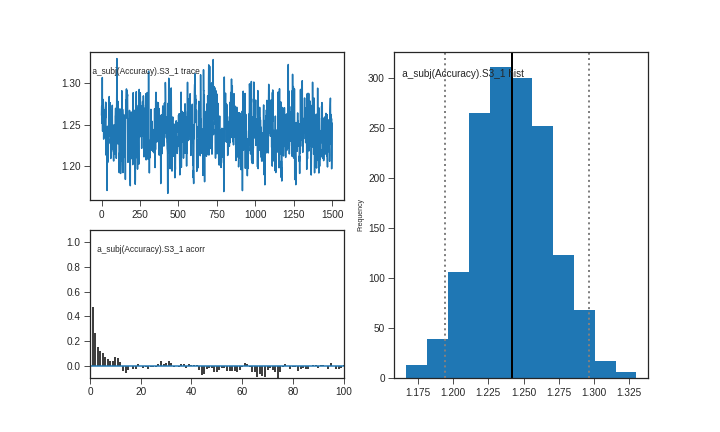 a_subj(Accuracy).S3_1 trace
1.30
1.25
1.20
0 250 500 750 1000 1250 1500
a_subj(Accuracy).S3_1 acorr
1.0
0.8
0.6
0.4
0.2
0.0
0 20 40 60 80 100
a_subj(Accuracy).S3_1 hist
Frequency
300
250
200
150
100
50
0
1.175 1.200 1.225 1.250 1.275 1.300 1.325